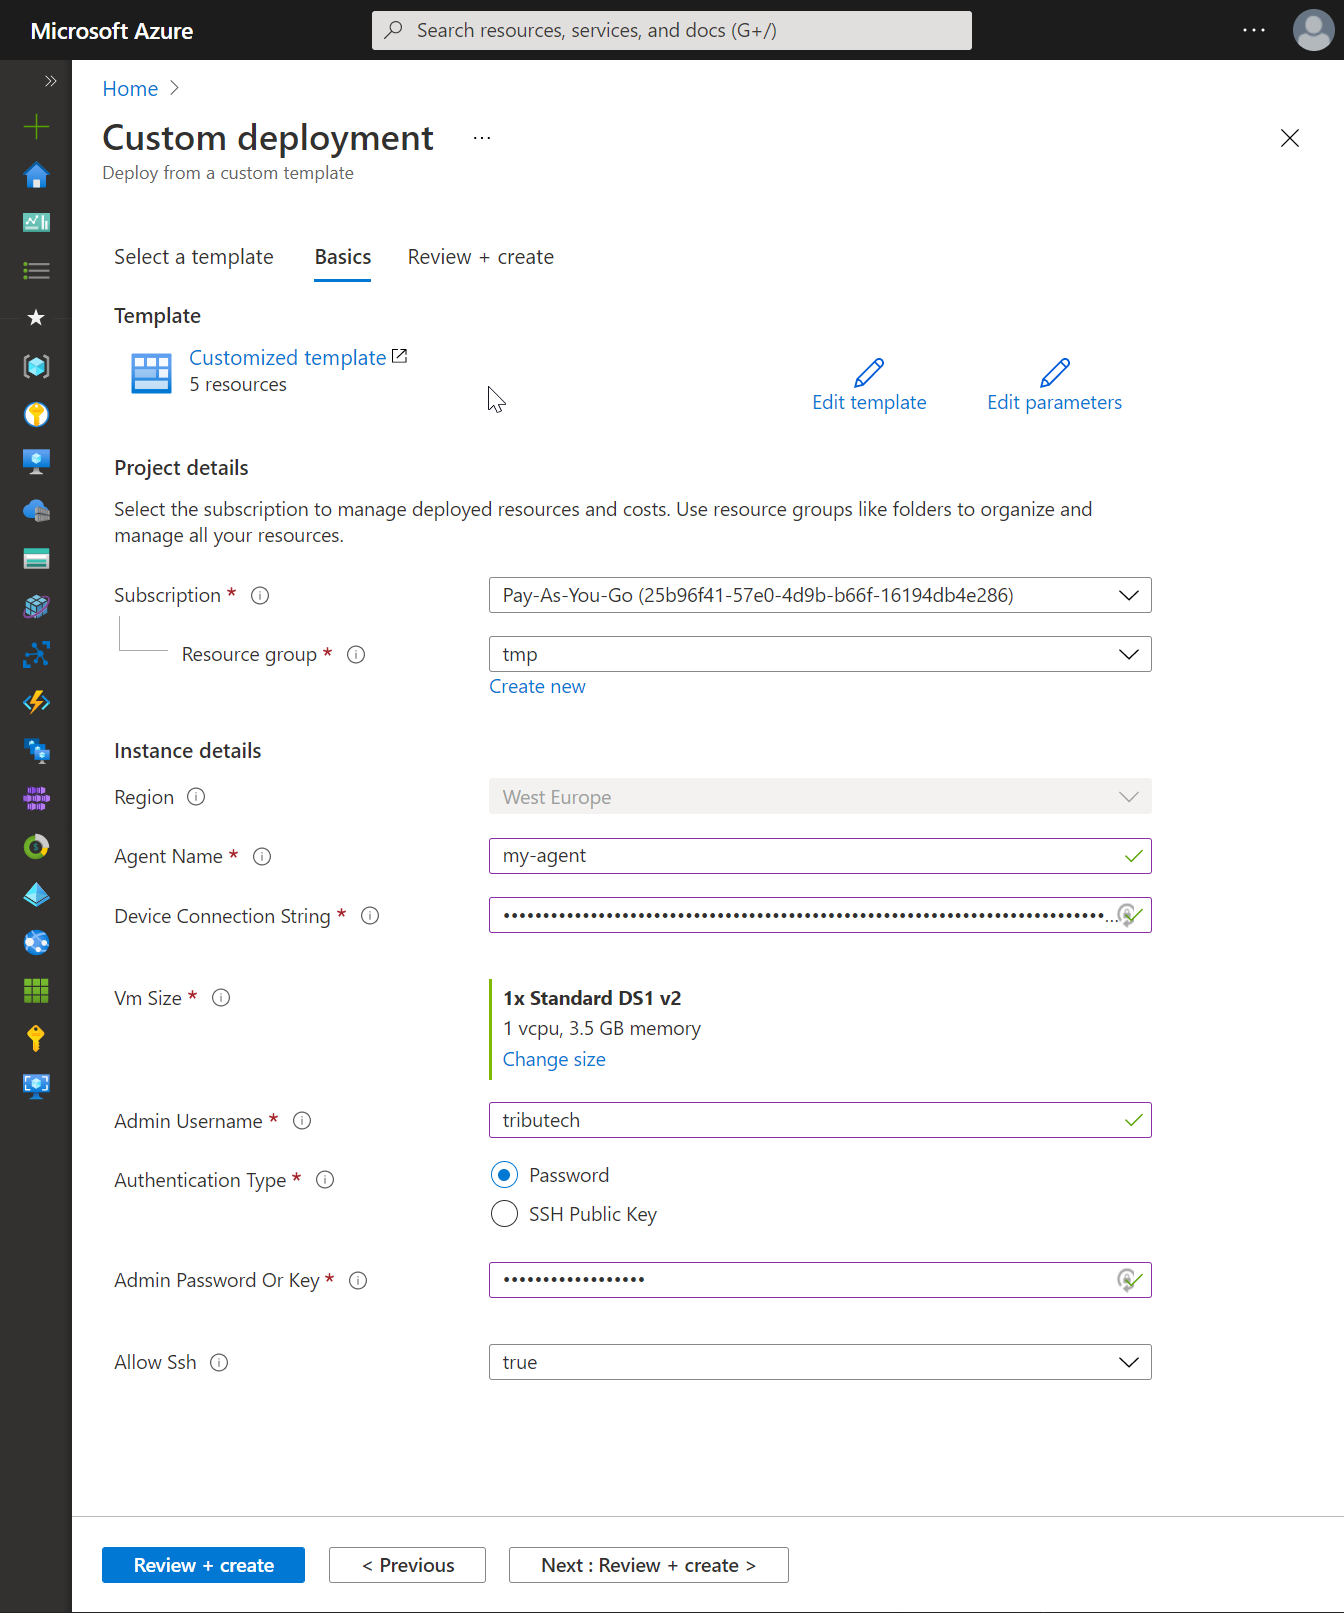 Microsoft Azure
Search resources, services, and docs (G+/)
Home
Custom deployment
Deploy from a custom template
Select a template
Basics
Review + create
Template
Customized template
5 resources
Edit template
Edit parameters
Project details
Select the subscription to manage deployed resources and costs. Use resource groups like folders to organize and
manage all your resources.
Subscription *
Pay-As-You-Go (25b96f41-57e0-4d9b-b66f-16194db4e286)
Resource group *
tmp
Create new
Instance details
Region
West Europe
Agent Name *
my-agent
Device Connection String *
Vm Size *
1x Standard DS1 v2
1 vcpu, 3.5 GB memory
Change size
Admin Username *
tributech
Authentication Type *
Password
SSH Public Key
Admin Password Or Key *
Allow Ssh
true
Review + create
< Previous
Next : Review + create >